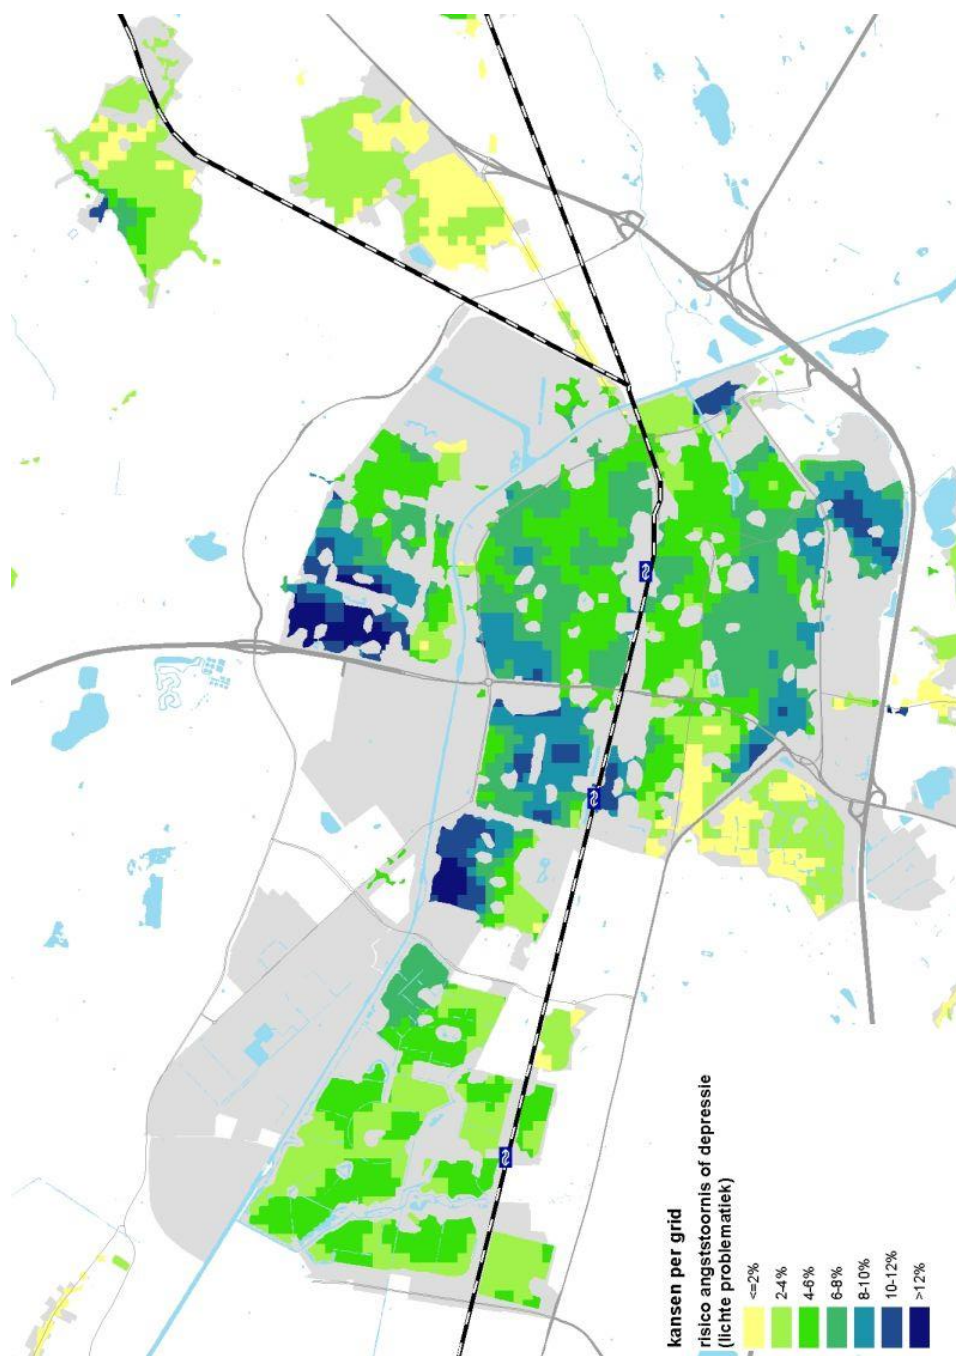 kansen per grid
risico angststoornis of depressie
(lichte problematiek)
<=2%
2-4%
4-6%
6-8%
8-10%
10-12%
>12%